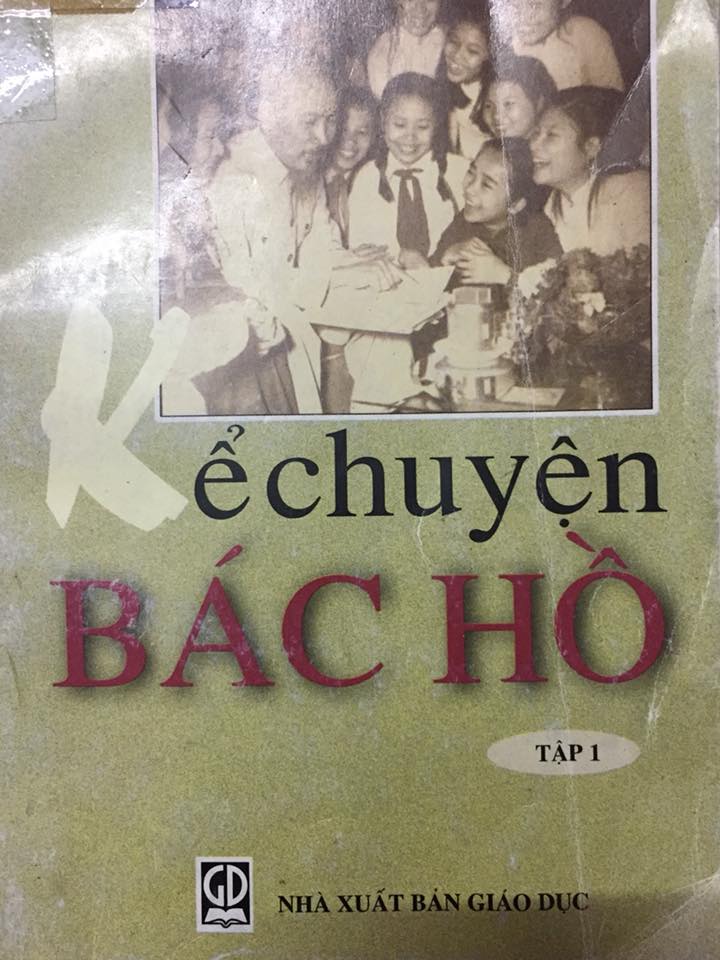 Kể chuyện
BÁC HỒ
TẬP 1
GD
NHÀ XUẤT BẢN GIÁO DỤC